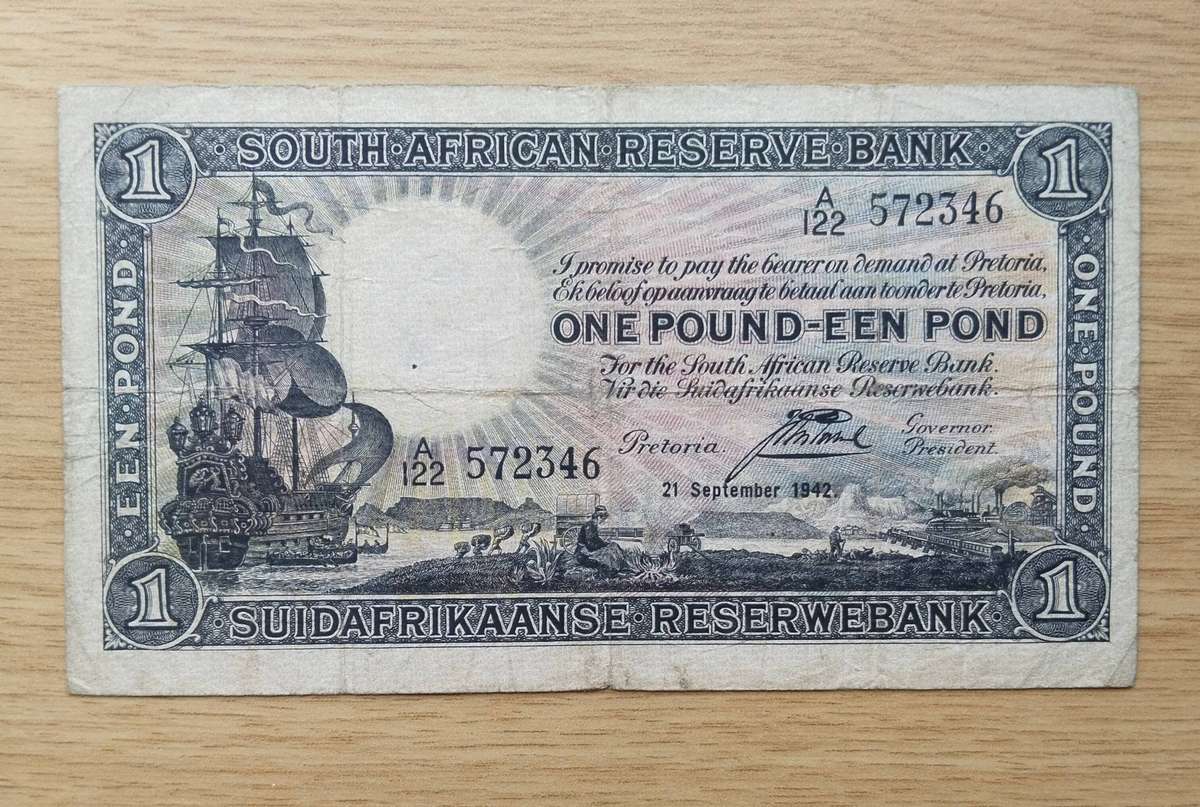 1 SOUTH·AFRICAN·RESERVE·BANK· 1
A/122 572346
I promise to pay the bearer on demand at Pretoria,
Ek beloof op aanvraag te betaal aan toonder te Pretoria,
ONE POUND-EEN POND
For the South African Reserve Bank.
Vir die Suidafrikaanse Reserwebank.
EEN·POND·
·ONE·POUND·
Pretoria.
Governor.
President.
A/122 572346
21 September 1942.
1 ·SUIDAFRIKAANSE·RESERWEBANK· 1